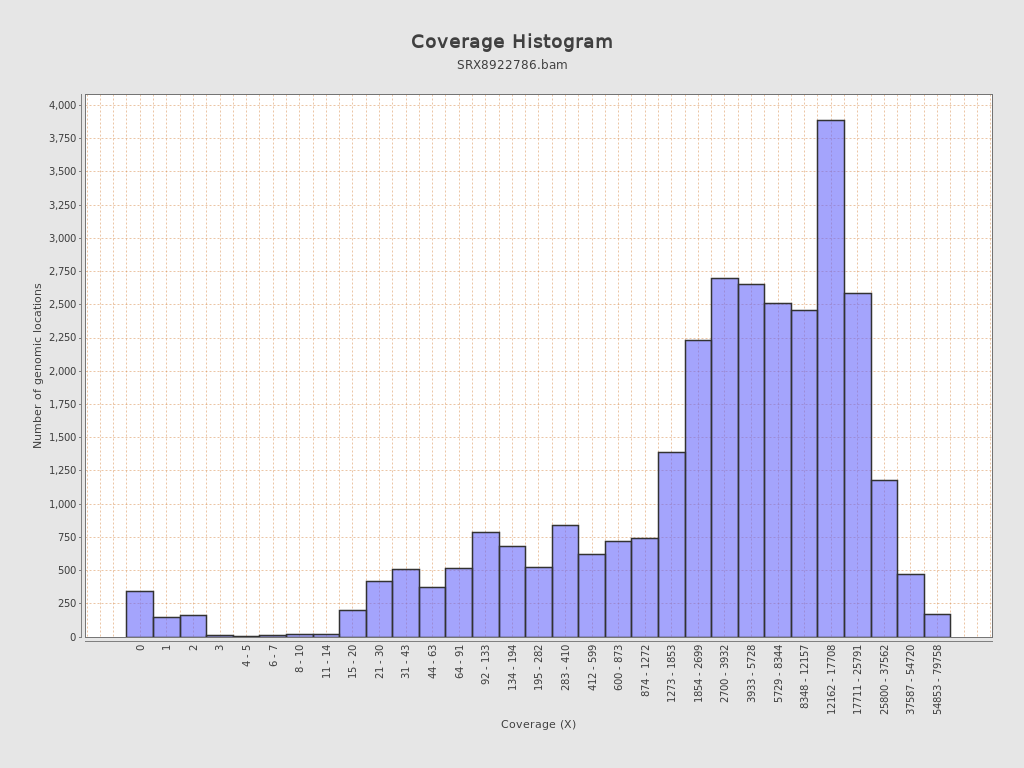 Coverage Histogram
SRX8922786.bam
Number of genomic locations
4,000
3,750
3,500
3,250
3,000
2,750
2,500
2,250
2,000
1,750
1,500
1,250
1,000
750
500
250
0
0
1
2
3
4 - 5
6 - 7
8 - 10
11 - 14
15 - 20
21 - 30
31 - 43
44 - 63
64 - 91
92 - 133
134 - 194
195 - 282
283 - 410
412 - 599
600 - 873
874 - 1272
1273 - 1853
1854 - 2699
2700 - 3932
3933 - 5728
5729 - 8344
8348 - 12157
12162 - 17708
17711 - 25791
25800 - 37562
37587 - 54720
54853 - 79758
Coverage (X)